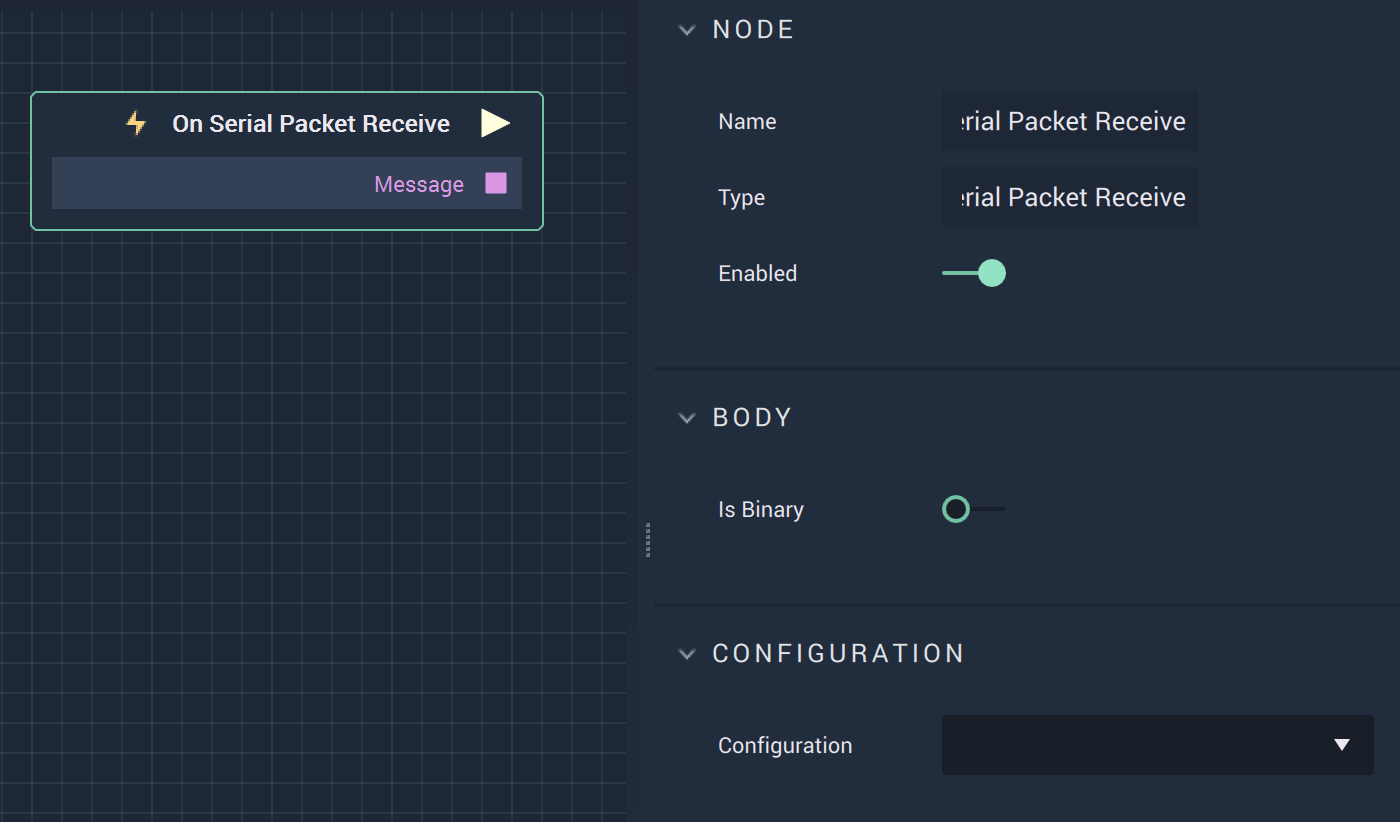 On Serial Packet Receive
Message
NODE
Name
erial Packet Receive
Type
erial Packet Receive
Enabled
BODY
Is Binary
CONFIGURATION
Configuration